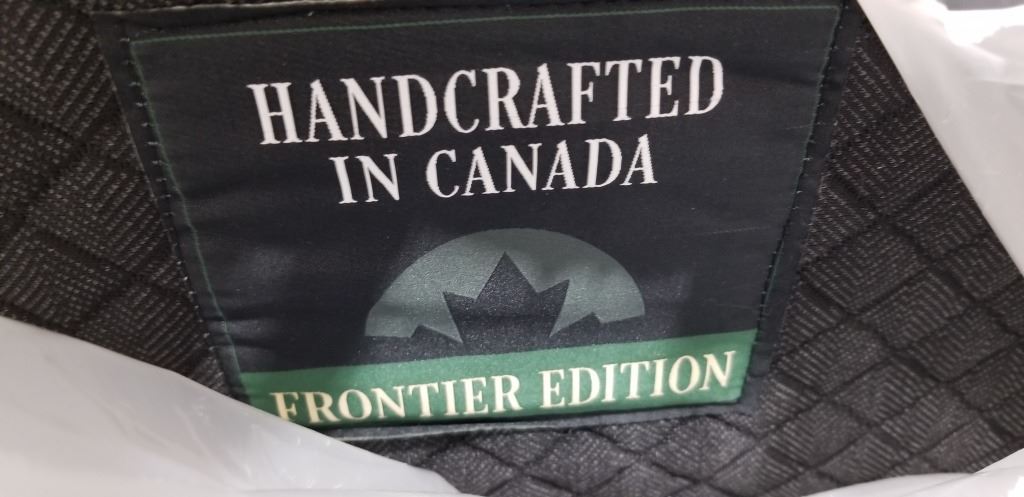 HANDCRAFTED
IN CANADA
FRONTIER EDITION